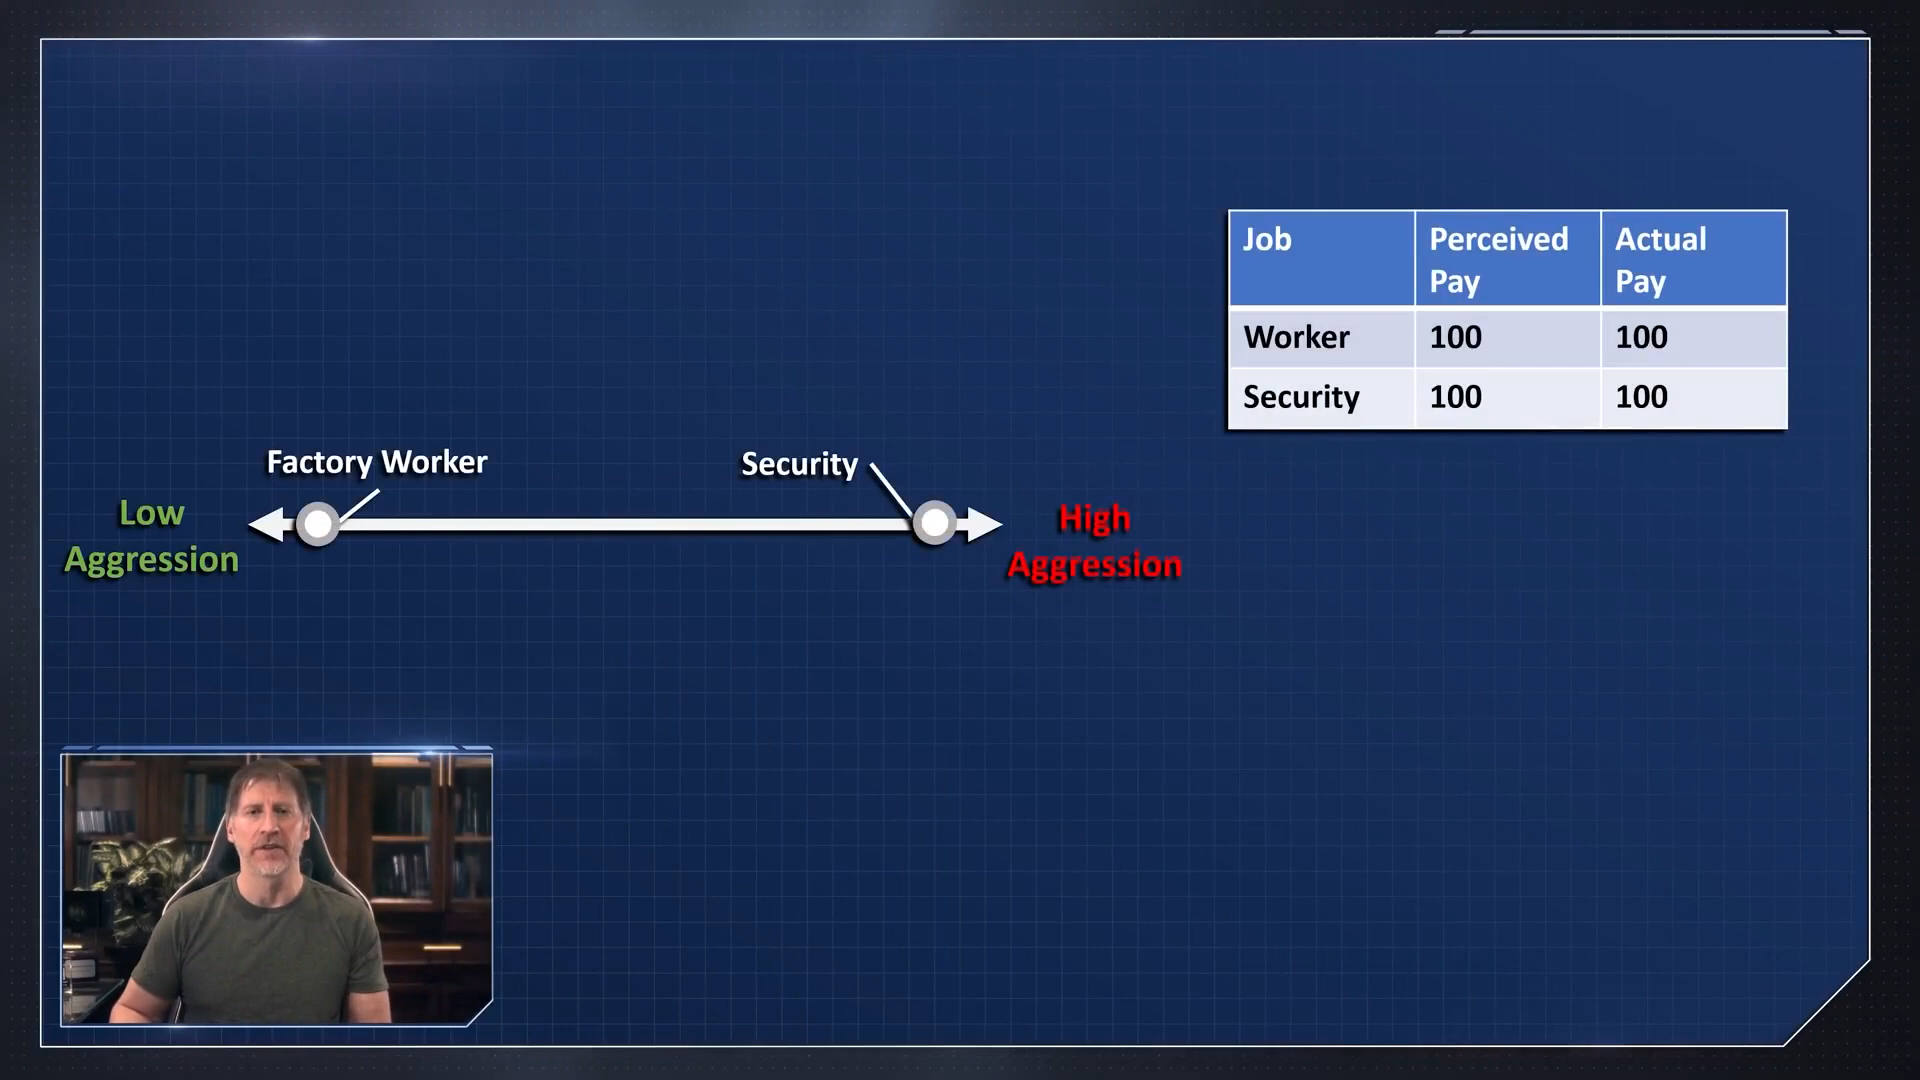 Job Perceived Pay Actual Pay
Worker 100 100
Security 100 100
Factory Worker
Security
Low
Aggression
High
Aggression